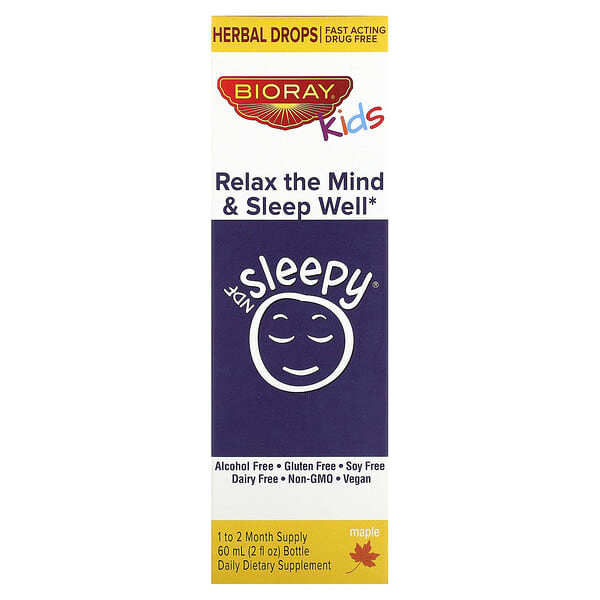 HERBAL DROPS | FAST ACTING
DRUG FREE
BIORAY®
kids
Relax the Mind
& Sleep Well*
NDF Sleepy®
Alcohol Free • Gluten Free • Soy Free
Dairy Free • Non-GMO • Vegan
1 to 2 Month Supply
60 mL (2 fl oz) Bottle
Daily Dietary Supplement
maple